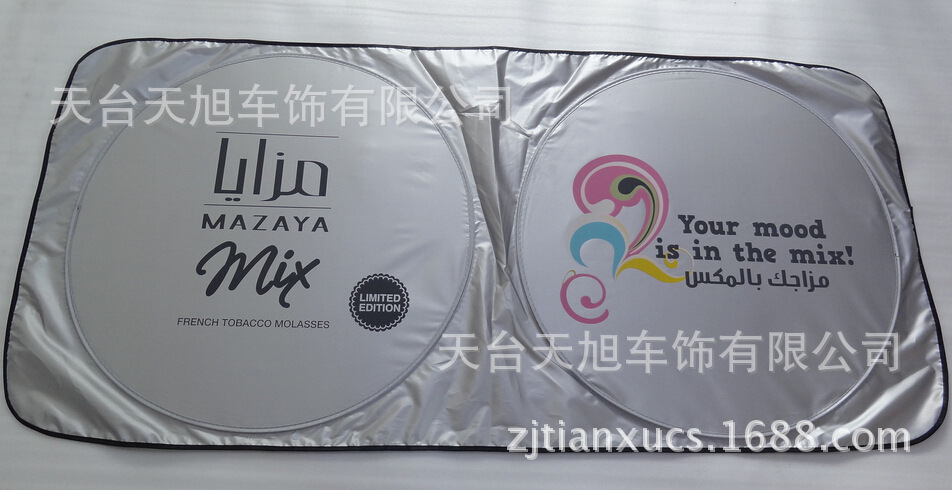 天台天旭车饰有限公司
مزايا
MAZAYA
Mix
LIMITED
EDITION
FRENCH TOBACCO MOLASSES
Your mood
is in the mix!
مزاجك بالمكس
天台天旭车饰有限公司
zjtianxucs.1688.com